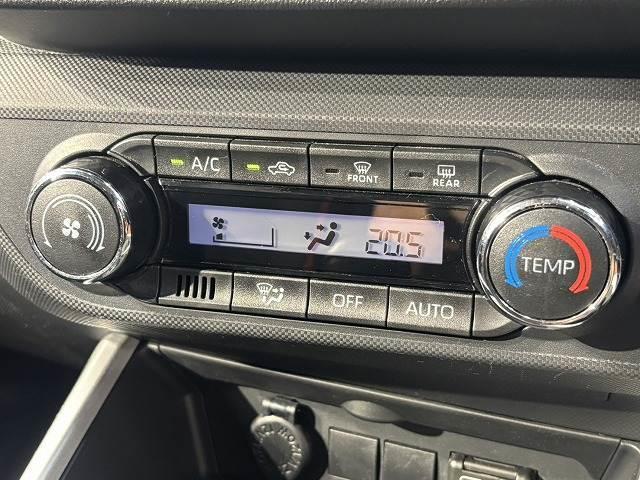 A/C
FRONT
REAR
20.5
TEMP
OFF
AUTO